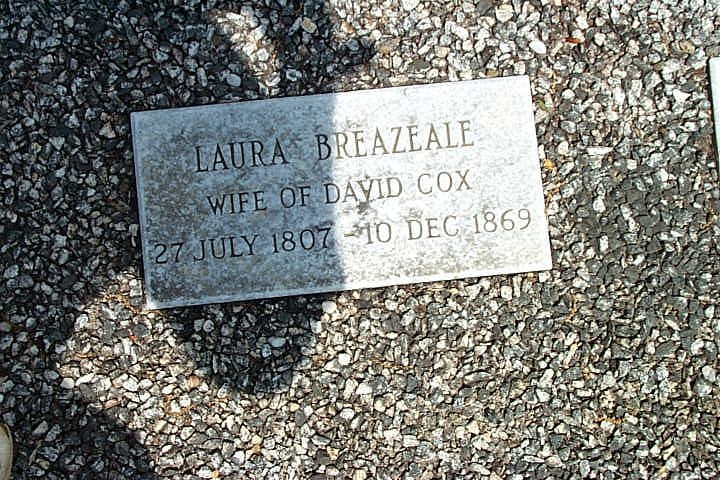 LAURA BREAZEALE
WIFE OF DAVID COX
27 JULY 1807 - 10 DEC 1869